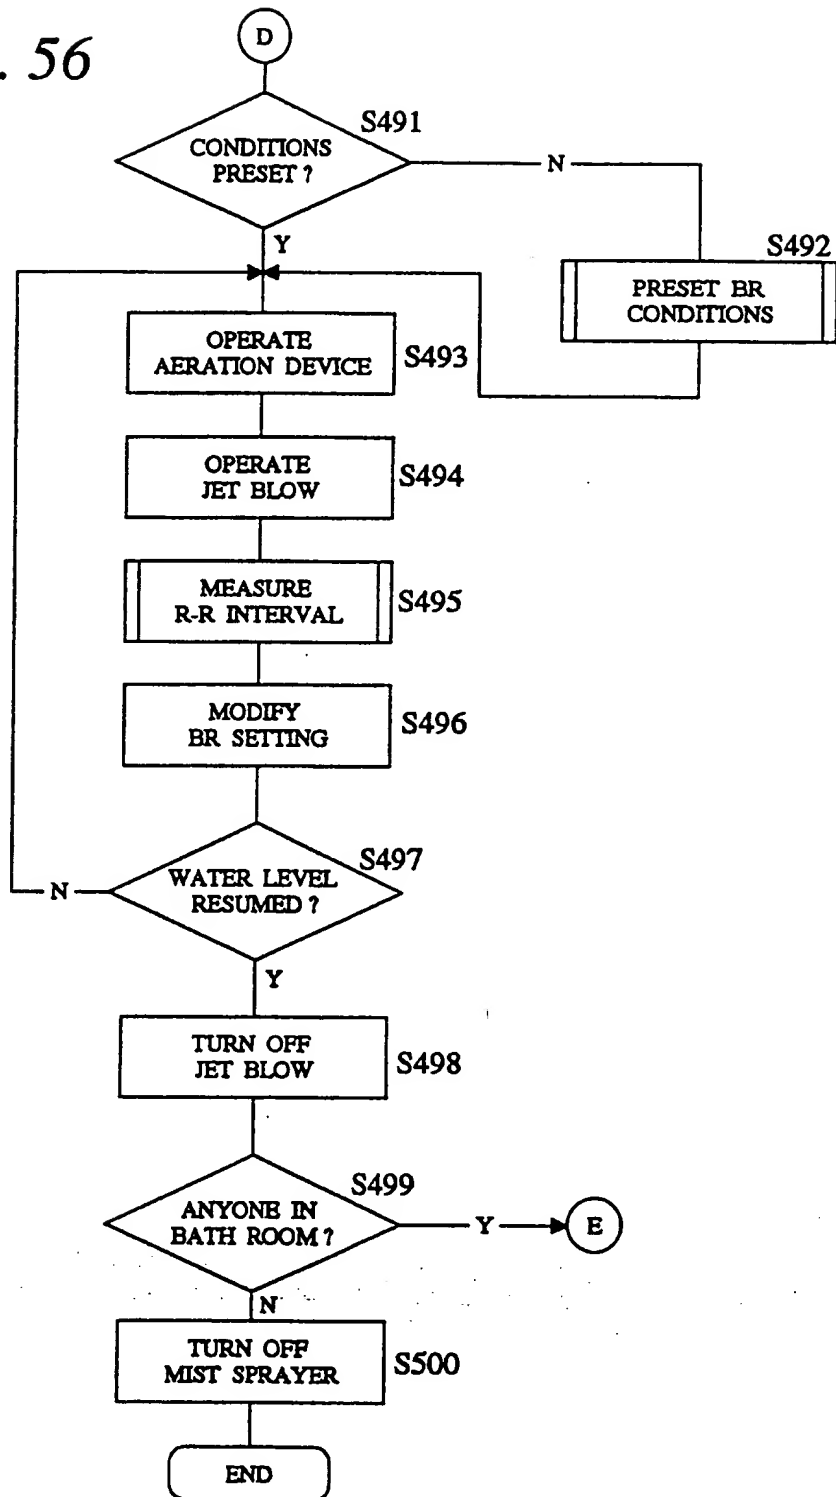 . 56
D
S491
CONDITIONS
PRESET ?
N
Y
S492
PRESET BR
CONDITIONS
OPERATE
AERATION DEVICE
S493
OPERATE
JET BLOW
S494
MEASURE
R-R INTERVAL
S495
MODIFY
BR SETTING
S496
S497
WATER LEVEL
RESUMED ?
N
Y
TURN OFF
JET BLOW
S498
S499
ANYONE IN
BATH ROOM ?
Y
E
N
TURN OFF
MIST SPRAYER
S500
END